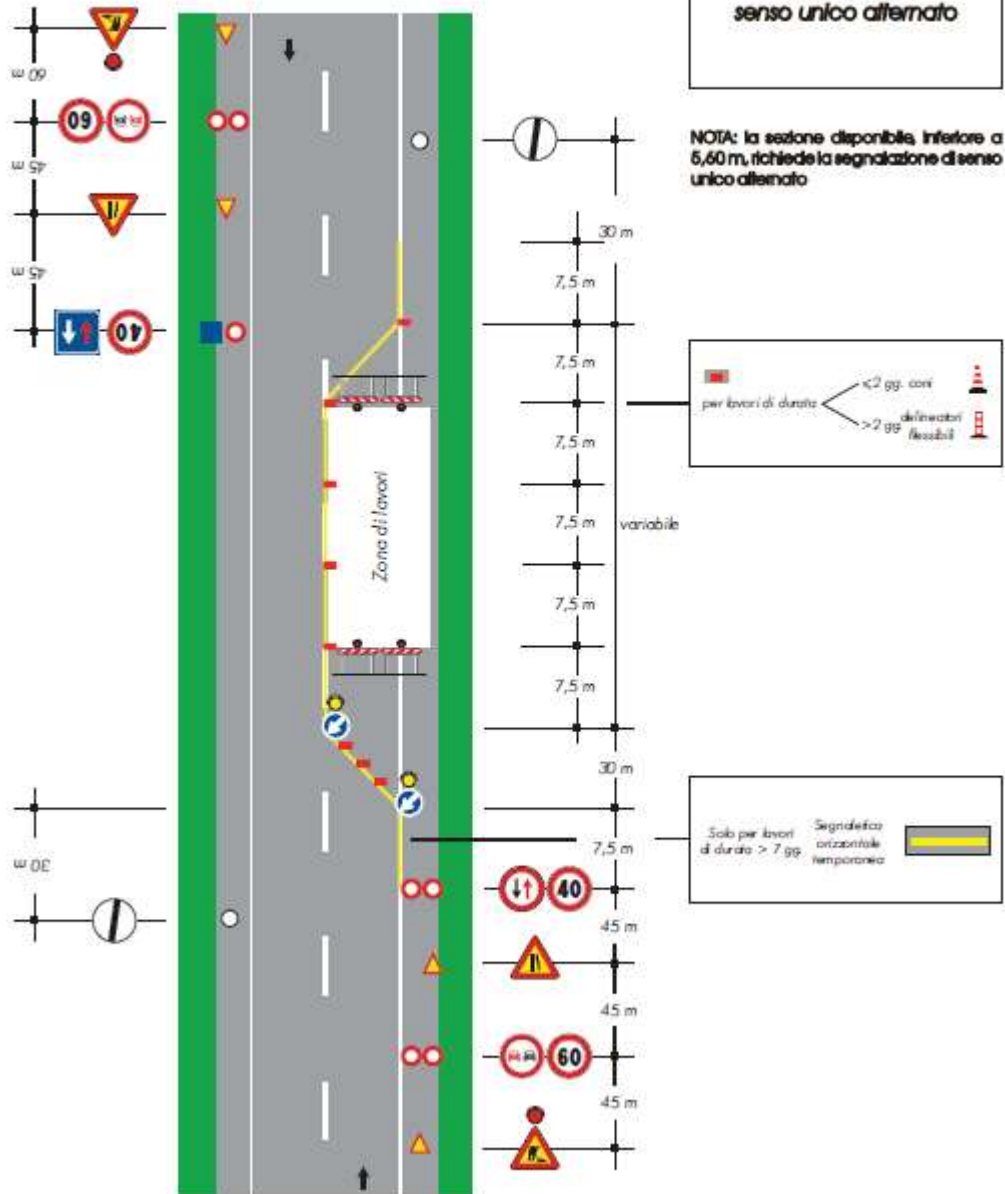 senso unico alternato
NOTA: la sezione disponibile, inferiore a
5,60 m, richiede la segnalazione di senso
unico alternato
60 m
60
45 m
45 m
40
30 m
7,5 m
7,5 m
7,5 m
7,5 m
7,5 m
7,5 m
variabile
Zona di lavori
per lavori di durata
≤2 gg. coni
>2 gg. delineatori
flessibili
30 m
7,5 m
Solo per lavori
di durata > 7 gg.
Segnaletica
orizzontale
temporanea
30 m
40
45 m
45 m
60
45 m